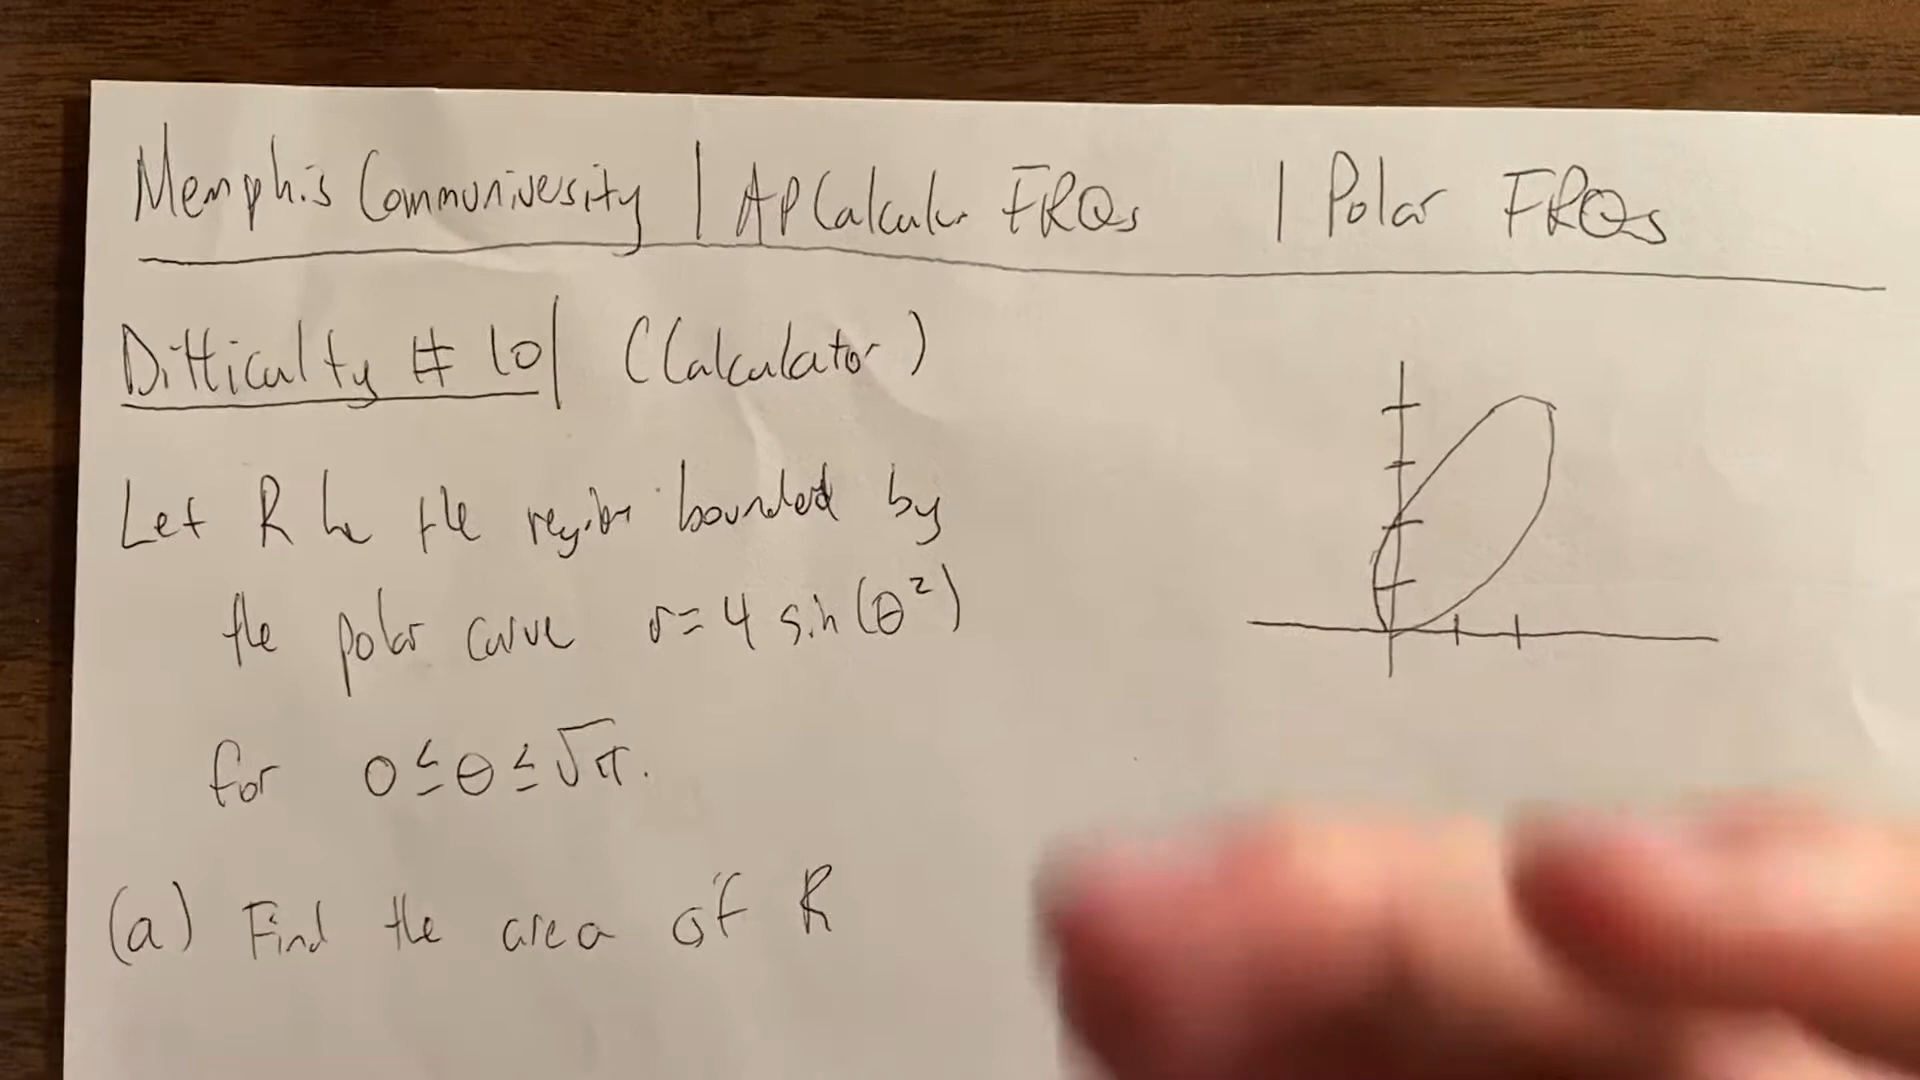 Memphis Communiversity | AP Calculus FRQs | Polar FRQs
Difficulty # 10 | (Calculator)
Let R be the region bounded by
the polar curve r = 4 sin(θ²)
for 0 ≤ θ ≤ √π.
(a) Find the area of R